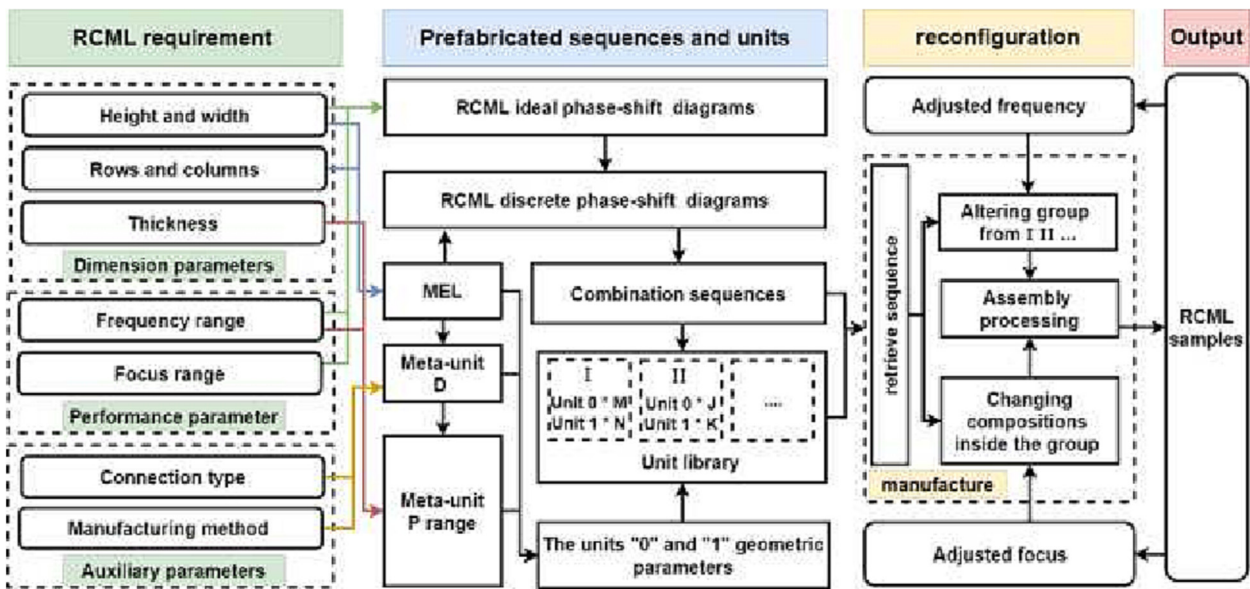 RCML requirement
Height and width
Rows and columns
Thickness
Dimension parameters
Frequency range
Focus range
Performance parameter
Connection type
Manufacturing method
Auxiliary parameters
Prefabricated sequences and units
RCML ideal phase-shift diagrams
RCML discrete phase-shift diagrams
MEL
Meta-unit
D
Meta-unit
P range
Combination sequences
I
Unit 0 * M
Unit 1 * N
II
Unit 0 * J
Unit 1 * K
....
Unit library
The units "0" and "1" geometric
parameters
reconfiguration
Adjusted frequency
retrieve sequence
Altering group
from I II ...
Assembly
processing
Changing
compositions
inside the group
manufacture
Adjusted focus
Output
RCML
samples